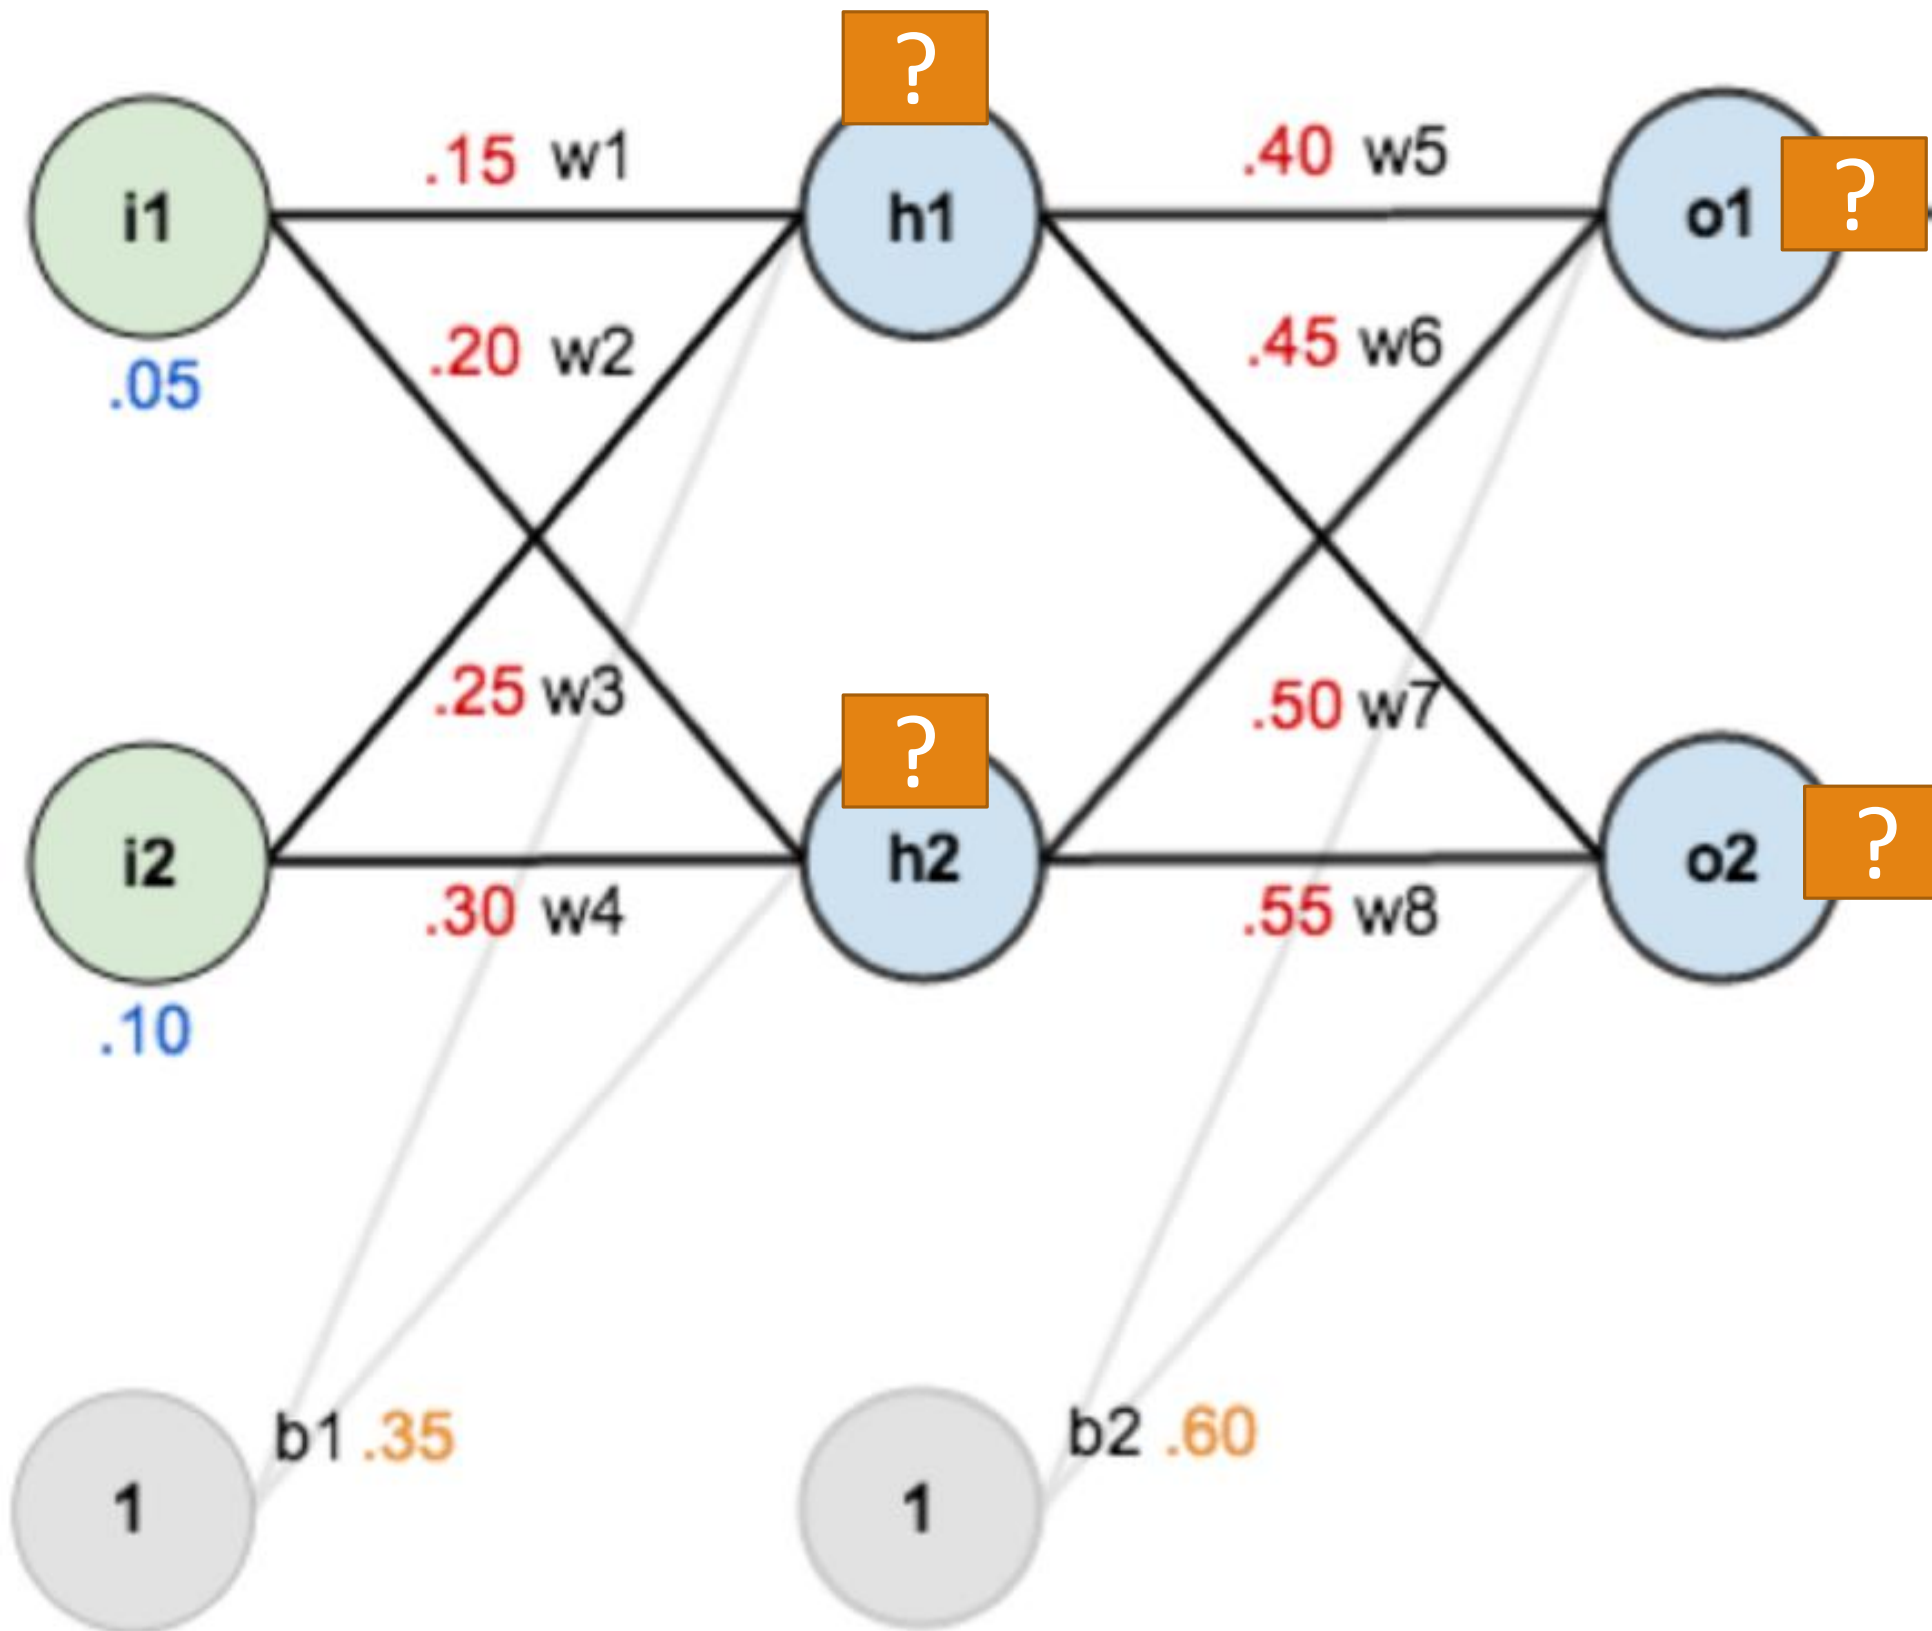 ?
.15 w1
.40 w5
i1
h1
o1
?
.20 w2
.45 w6
.05
.25 w3
?
.50 w7
i2
h2
o2
?
.30 w4
.55 w8
.10
b1 .35
b2 .60
1
1